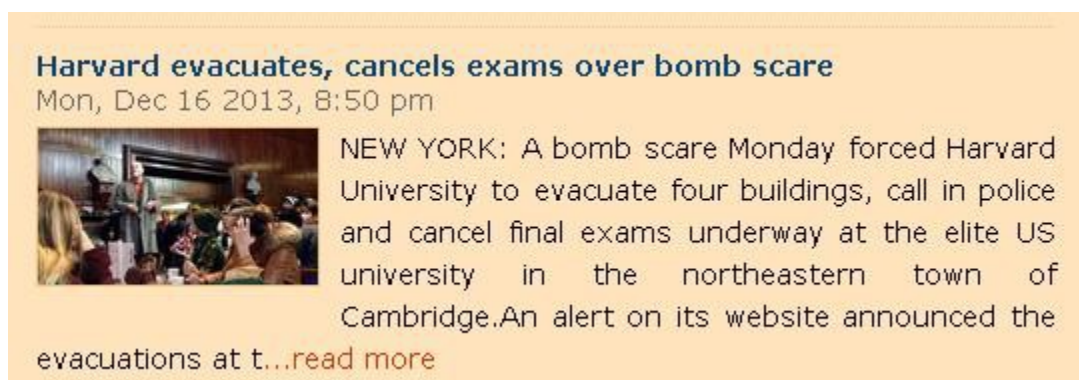 Harvard evacuates, cancels exams over bomb scare
Mon, Dec 16 2013, 8:50 pm
NEW YORK: A bomb scare Monday forced Harvard
University to evacuate four buildings, call in police
and cancel final exams underway at the elite US
university in the northeastern town of
Cambridge.An alert on its website announced the
evacuations at t...read more